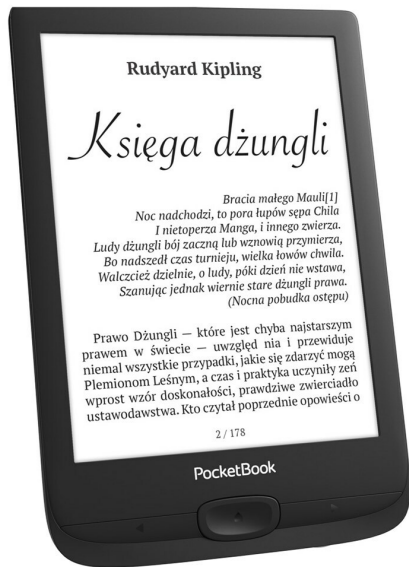 Rudyard Kipling
Księga dżungli
Bracia małego Mauli[1]
Noc nadchodzi, to pora łupów sępa Chila
I nietoperza Manga, i innego zwierza.
Ludy dżungli bój zaczną lub wznowią przymierza,
Bo nadszedł czas turnieju, wielka łowów chwila.
Walczcież dzielnie, o ludy, póki dzień nie wstawa,
Szanując jednak wiernie stare dżungli prawa.
(Nocna pobudka ostępu)
Prawo Dżungli — które jest chyba najstarszym
prawem w świecie — uwzględ nia i przewiduje
niemal wszystkie przypadki, jakie się zdarzyć mogą
Plemionom Leśnym, a czas i praktyka uczyniły zeń
wprost wzór doskonałości, prawdziwe zwierciadło
ustawodawstwa. Kto czytał poprzednie opowieści o
2 / 178
PocketBook